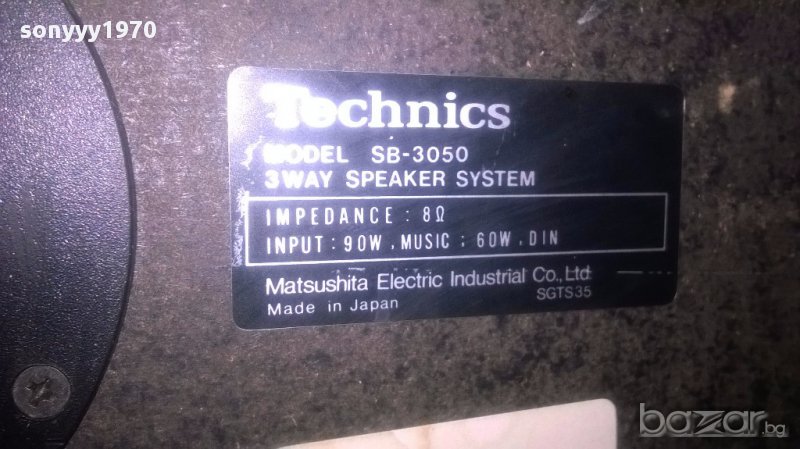 sonyyy1970
Technics
MODEL SB-3050
3WAY SPEAKER SYSTEM
IMPEDANCE : 8Ω
INPUT : 90W . MUSIC ; 60W . DIN
Matsushita Electric Industrial Co., Ltd.
SGTS35
Made in Japan
bazar.bg